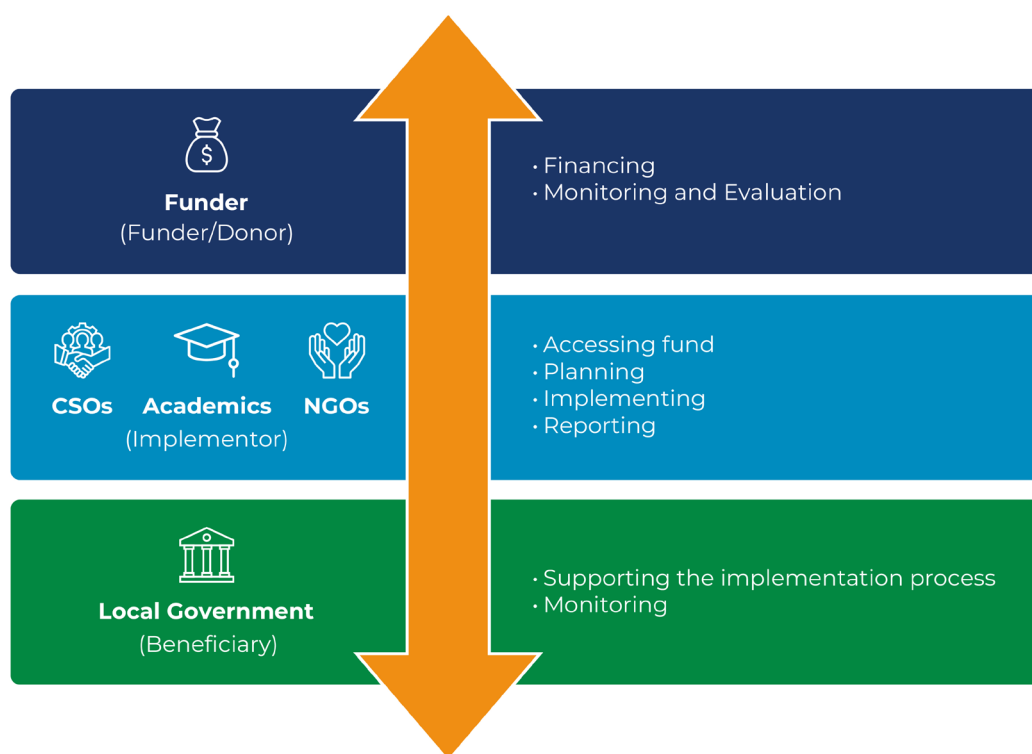 $
Funder
(Funder/Donor)
• Financing
• Monitoring and Evaluation
CSOs Academics NGOs
(Implementor)
• Accessing fund
• Planning
• Implementing
• Reporting
Local Government
(Beneficiary)
• Supporting the implementation process
• Monitoring